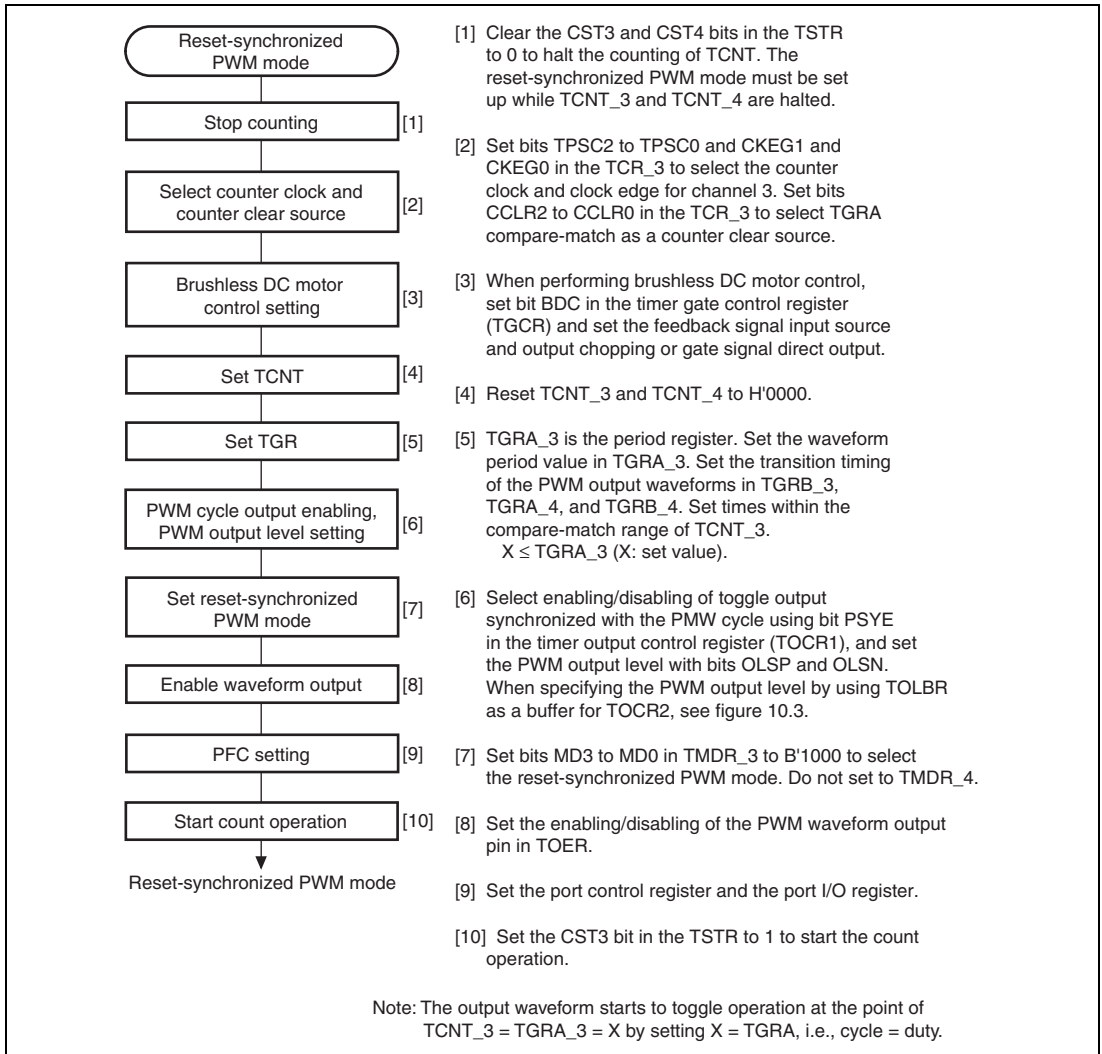 Reset-synchronized
PWM mode
Stop counting
[1]
Select counter clock and
counter clear source
[2]
Brushless DC motor
control setting
[3]
Set TCNT
[4]
Set TGR
[5]
PWM cycle output enabling,
PWM output level setting
[6]
Set reset-synchronized
PWM mode
[7]
Enable waveform output
[8]
PFC setting
[9]
Start count operation
[10]
Reset-synchronized PWM mode
[1] Clear the CST3 and CST4 bits in the TSTR
to 0 to halt the counting of TCNT. The
reset-synchronized PWM mode must be set
up while TCNT_3 and TCNT_4 are halted.
[2] Set bits TPSC2 to TPSC0 and CKEG1 and
CKEG0 in the TCR_3 to select the counter
clock and clock edge for channel 3. Set bits
CCLR2 to CCLR0 in the TCR_3 to select TGRA
compare-match as a counter clear source.
[3] When performing brushless DC motor control,
set bit BDC in the timer gate control register
(TGCR) and set the feedback signal input source
and output chopping or gate signal direct output.
[4] Reset TCNT_3 and TCNT_4 to H'0000.
[5] TGRA_3 is the period register. Set the waveform
period value in TGRA_3. Set the transition timing
of the PWM output waveforms in TGRB_3,
TGRA_4, and TGRB_4. Set times within the
compare-match range of TCNT_3.
X ≤ TGRA_3 (X: set value).
[6] Select enabling/disabling of toggle output
synchronized with the PMW cycle using bit PSYE
in the timer output control register (TOCR1), and set
the PWM output level with bits OLSP and OLSN.
When specifying the PWM output level by using TOLBR
as a buffer for TOCR2, see figure 10.3.
[7] Set bits MD3 to MD0 in TMDR_3 to B'1000 to select
the reset-synchronized PWM mode. Do not set to TMDR_4.
[8] Set the enabling/disabling of the PWM waveform output
pin in TOER.
[9] Set the port control register and the port I/O register.
[10] Set the CST3 bit in the TSTR to 1 to start the count
operation.
Note: The output waveform starts to toggle operation at the point of
TCNT_3 = TGRA_3 = X by setting X = TGRA, i.e., cycle = duty.